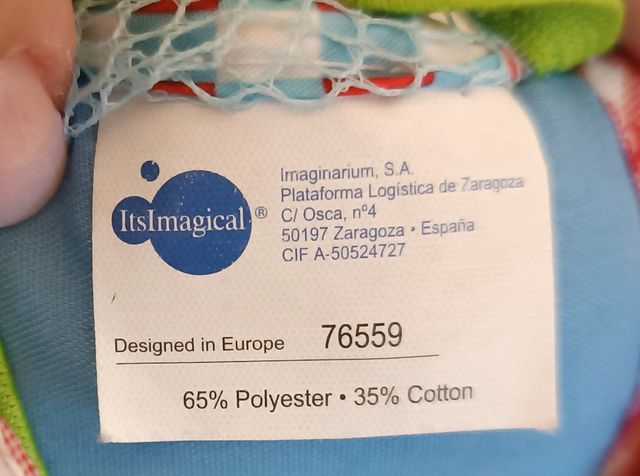 ItsImagical®
Imaginarium, S.A.
Plataforma Logística de Zaragoza
C/ Osca, nº4
50197 Zaragoza • España
CIF A-50524727
Designed in Europe 76559
65% Polyester • 35% Cotton